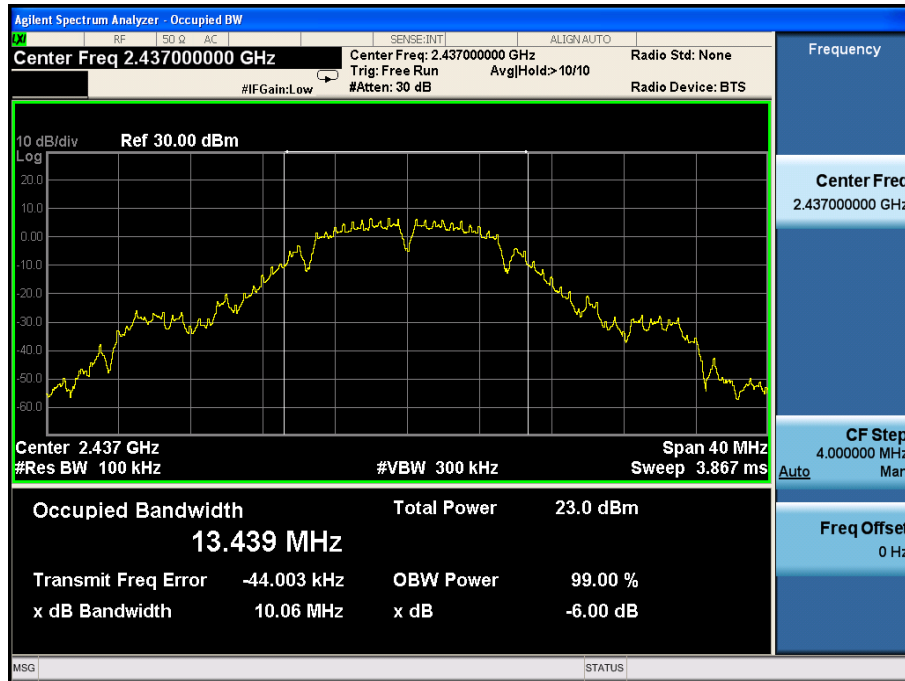 Agilent Spectrum Analyzer - Occupied BW
LXI RF 50 Ω AC SENSE:INT ALIGN AUTO
Center Freq 2.437000000 GHz
Center Freq: 2.437000000 GHz Radio Std: None
Trig: Free Run Avg|Hold:>10/10
#IFGain:Low #Atten: 30 dB Radio Device: BTS
10 dB/div Ref 30.00 dBm
Log
20.0
10.0
0.00
-10.0
-20.0
-30.0
-40.0
-50.0
-60.0
Center 2.437 GHz Span 40 MHz
#Res BW 100 kHz #VBW 300 kHz Sweep 3.867 ms
Occupied Bandwidth Total Power 23.0 dBm
13.439 MHz
Transmit Freq Error -44.003 kHz OBW Power 99.00 %
x dB Bandwidth 10.06 MHz x dB -6.00 dB
Frequency
Center Freq
2.437000000 GHz
CF Step
4.000000 MHz
Auto Man
Freq Offset
0 Hz
MSG STATUS